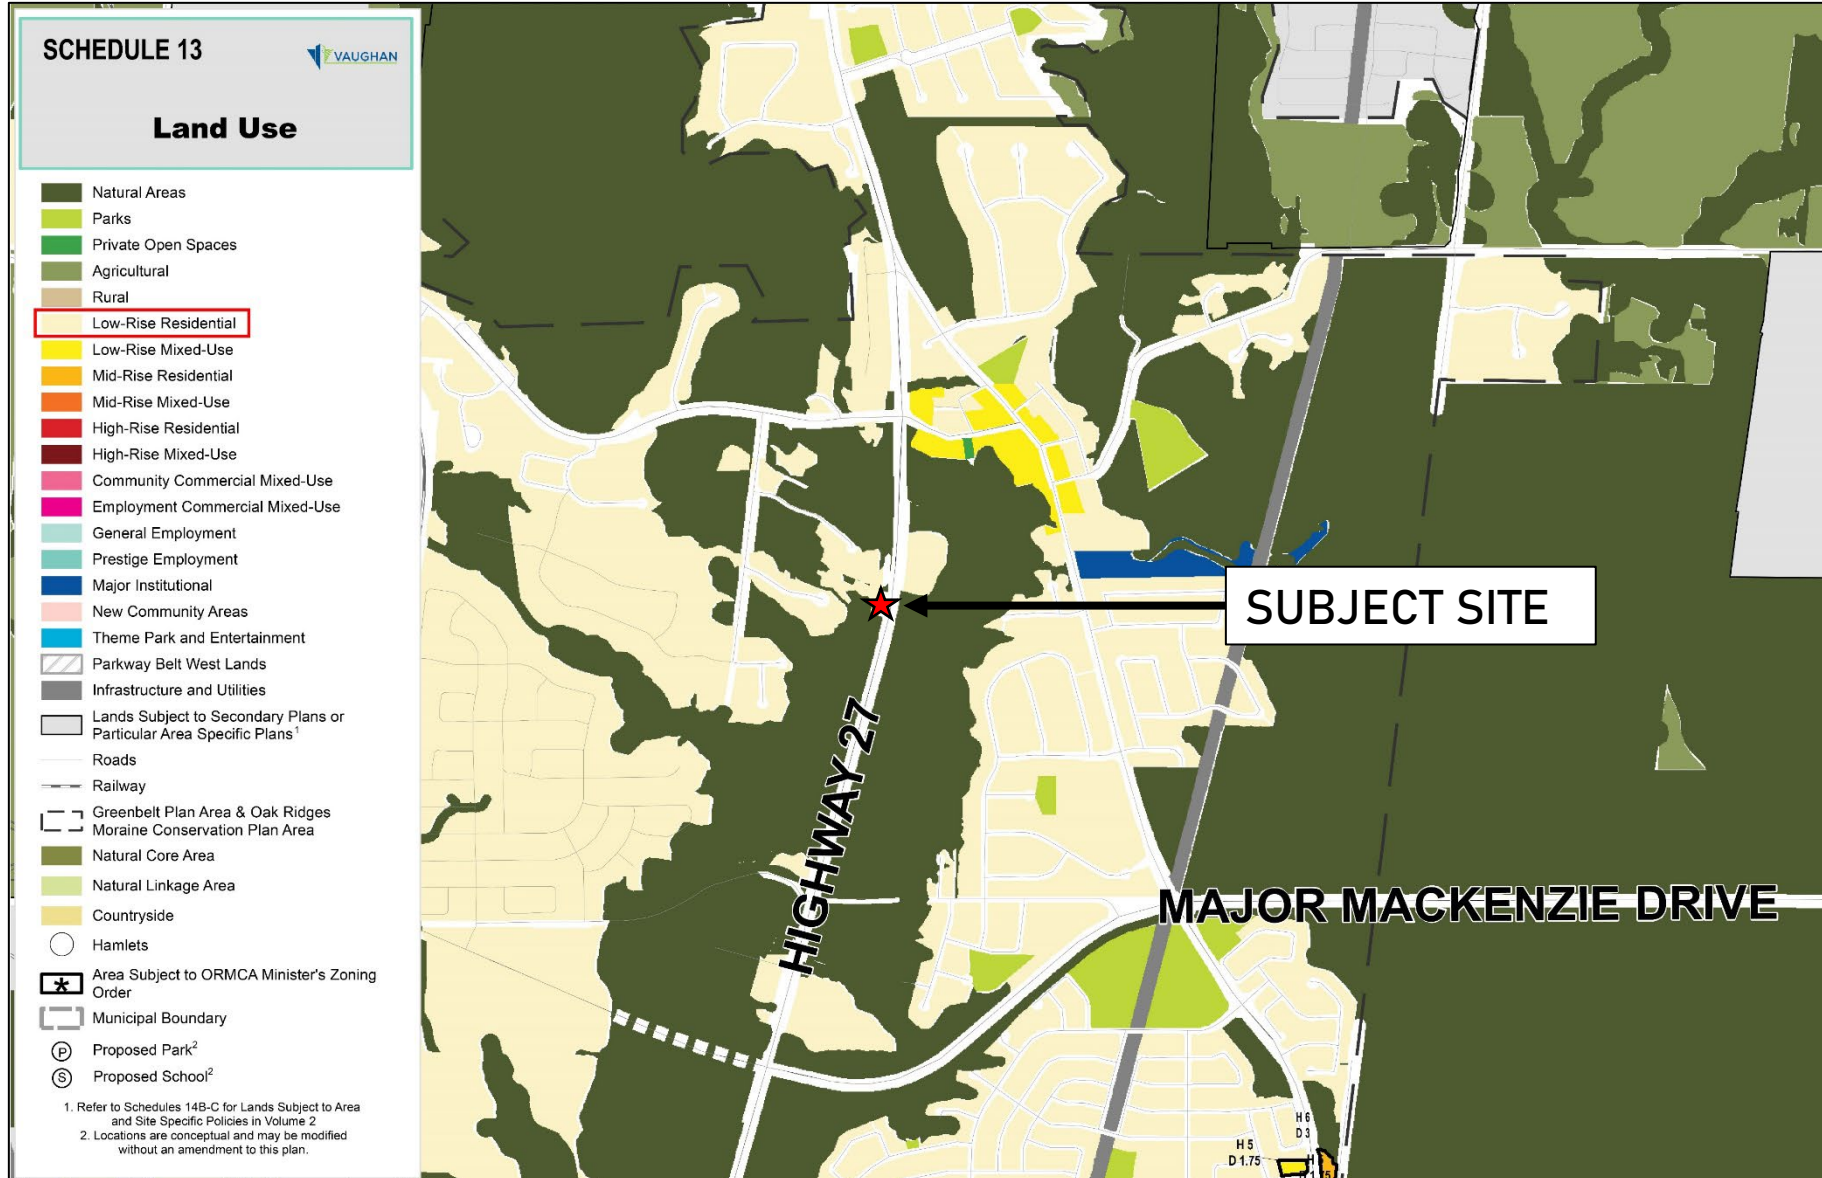 SCHEDULE 13
VAUGHAN
Land Use
Natural Areas
Parks
Private Open Spaces
Agricultural
Rural
Low-Rise Residential
Low-Rise Mixed-Use
Mid-Rise Residential
Mid-Rise Mixed-Use
High-Rise Residential
High-Rise Mixed-Use
Community Commercial Mixed-Use
Employment Commercial Mixed-Use
General Employment
Prestige Employment
Major Institutional
New Community Areas
Theme Park and Entertainment
Parkway Belt West Lands
Infrastructure and Utilities
Lands Subject to Secondary Plans or
Particular Area Specific Plans¹
Roads
Railway
Greenbelt Plan Area & Oak Ridges
Moraine Conservation Plan Area
Natural Core Area
Natural Linkage Area
Countryside
Hamlets
Area Subject to ORMCA Minister's Zoning
Order
Municipal Boundary
P Proposed Park²
S Proposed School²
1. Refer to Schedules 14B-C for Lands Subject to Area
and Site Specific Policies in Volume 2
2. Locations are conceptual and may be modified
without an amendment to this plan.
SUBJECT SITE
HIGHWAY 27
MAJOR MACKENZIE DRIVE
H 6
D 3
H 5
D 1.75